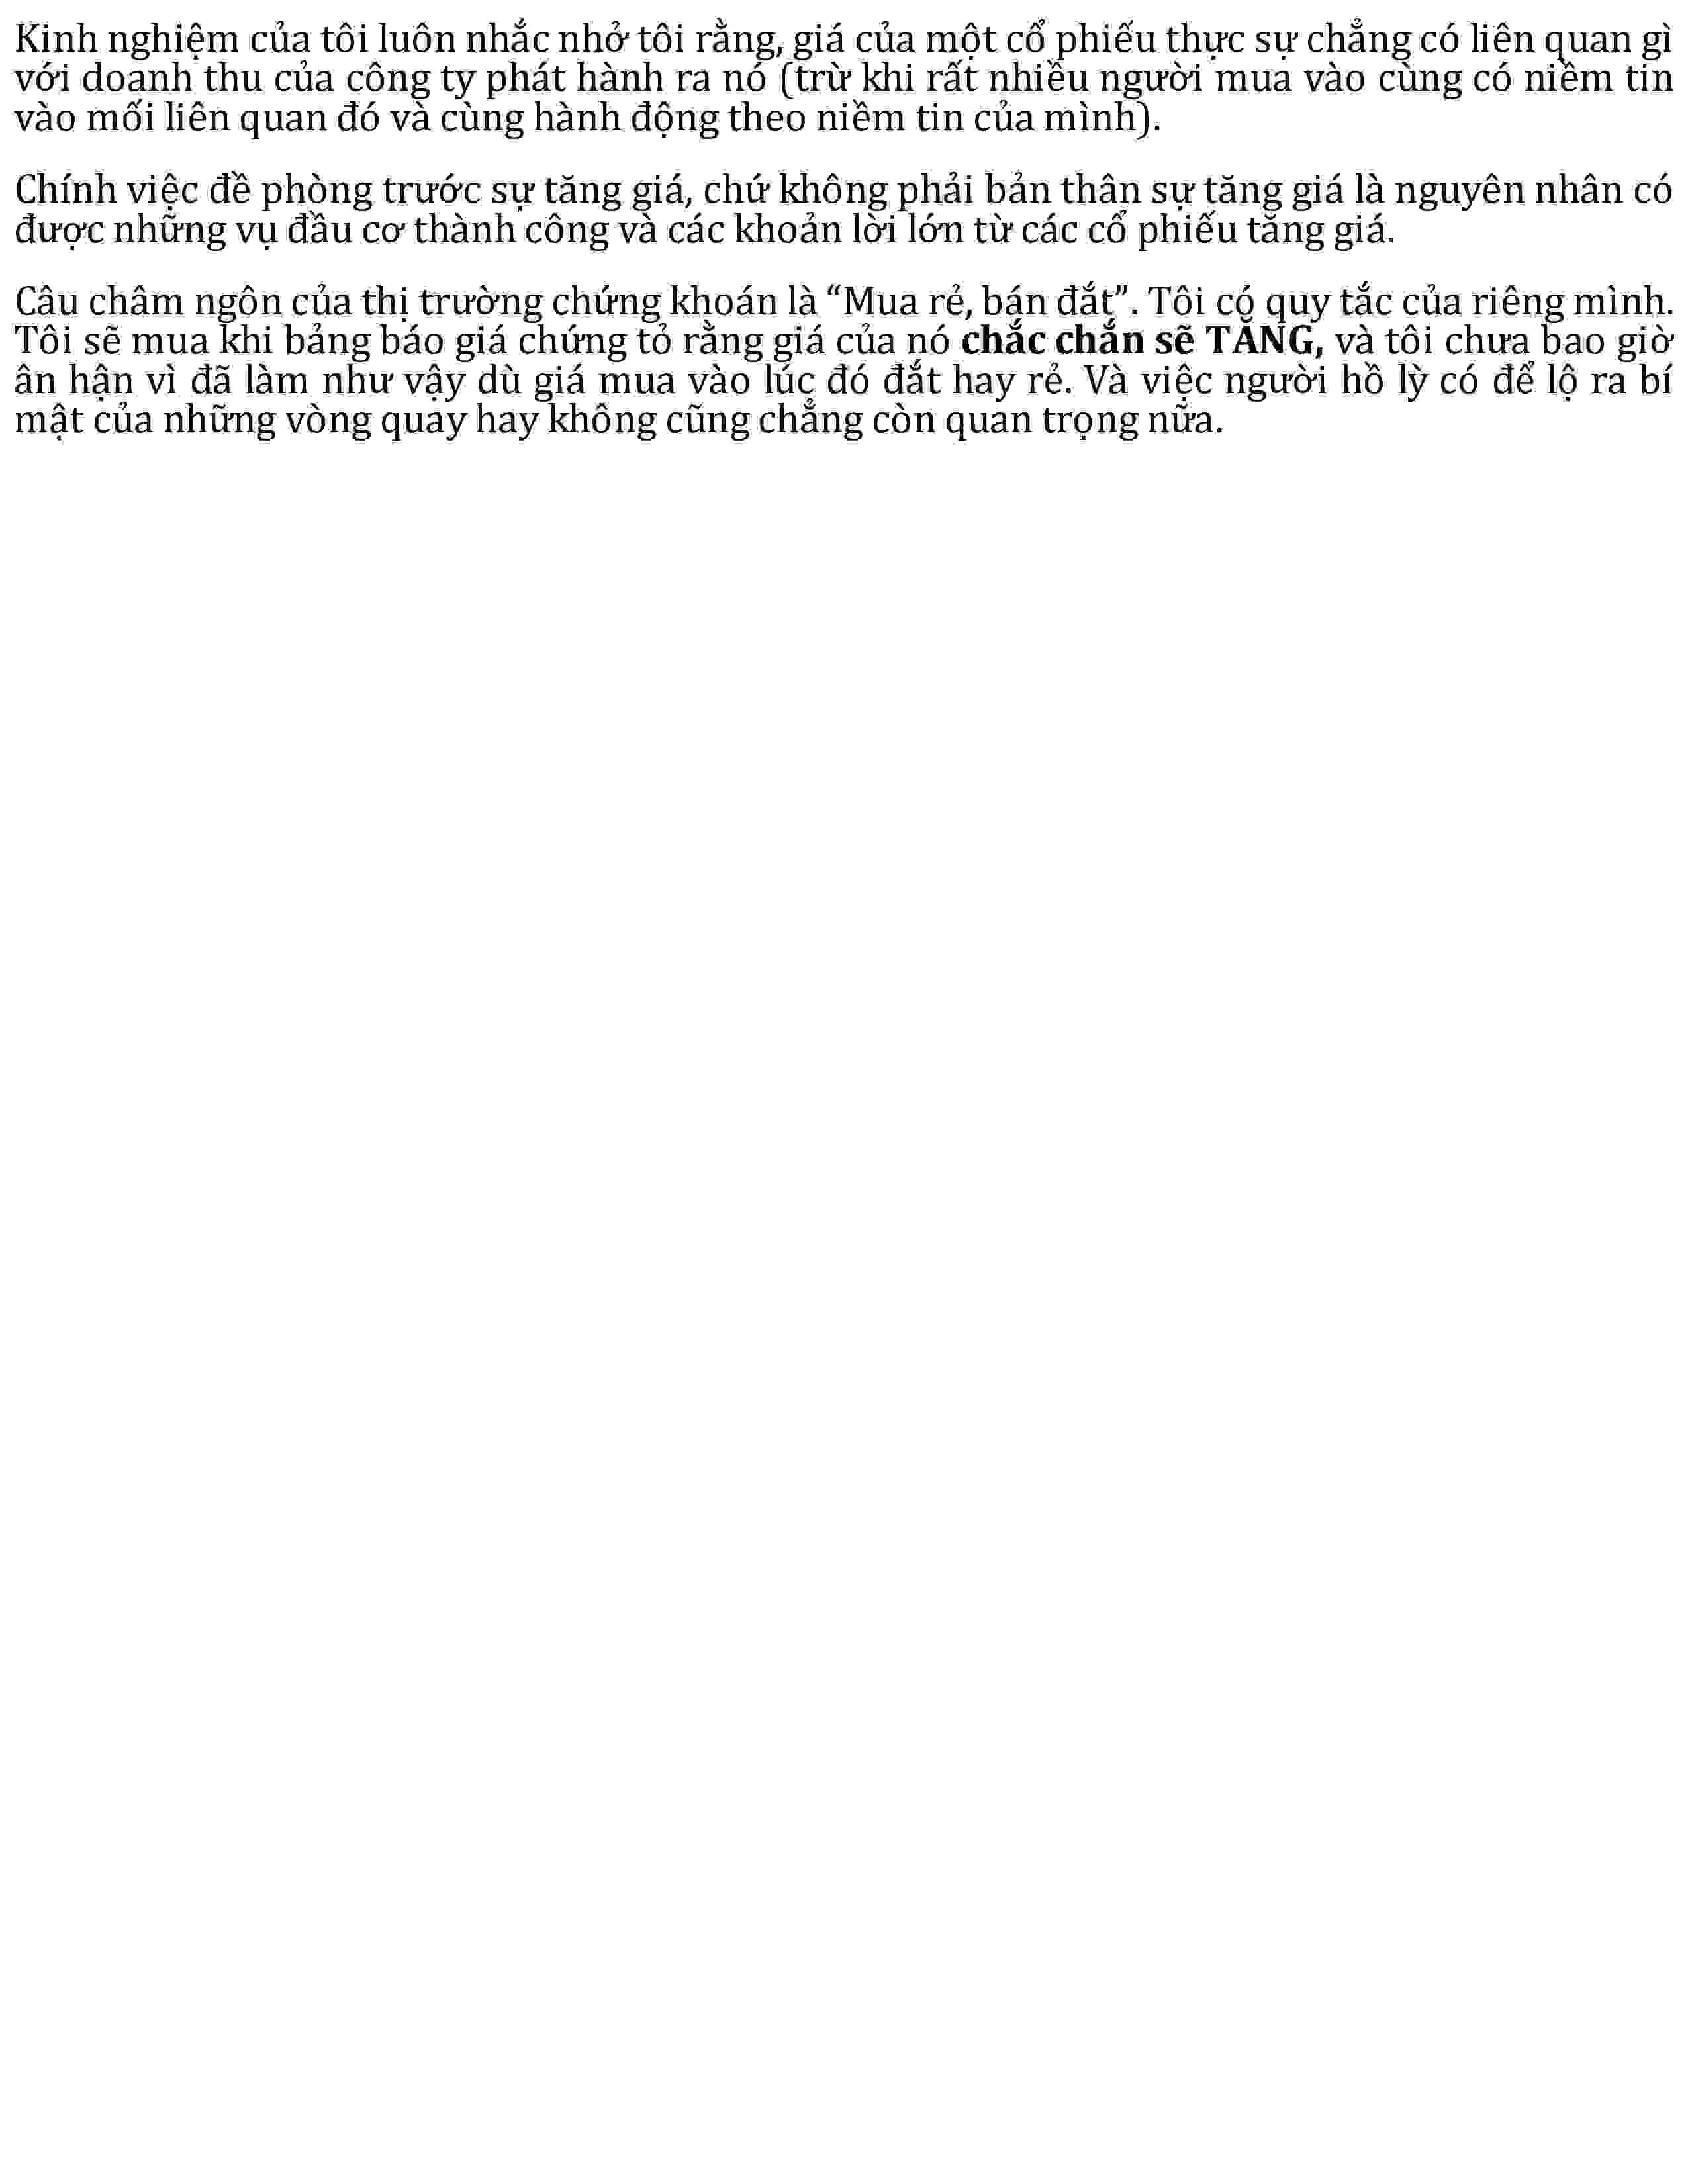 Kinh nghiệm của tôi luôn nhắc nhở tôi rằng, giá của một cổ phiếu thực sự chẳng có liên quan gì
với doanh thu của công ty phát hành ra nó (trừ khi rất nhiều người mua vào cùng có niềm tin
vào mối liên quan đó và cùng hành động theo niềm tin của mình).
Chính việc đề phòng trước sự tăng giá, chứ không phải bản thân sự tăng giá là nguyên nhân có
được những vụ đầu cơ thành công và các khoản lời lớn từ các cổ phiếu tăng giá.
Câu châm ngôn của thị trường chứng khoán là “Mua rẻ, bán đắt”. Tôi có quy tắc của riêng mình.
Tôi sẽ mua khi bảng báo giá chứng tỏ rằng giá của nó chắc chắn sẽ TĂNG, và tôi chưa bao giờ
ân hận vì đã làm như vậy dù giá mua vào lúc đó đắt hay rẻ. Và việc người hồ lỳ có để lộ ra bí
mật của những vòng quay hay không cũng chẳng còn quan trọng nữa.